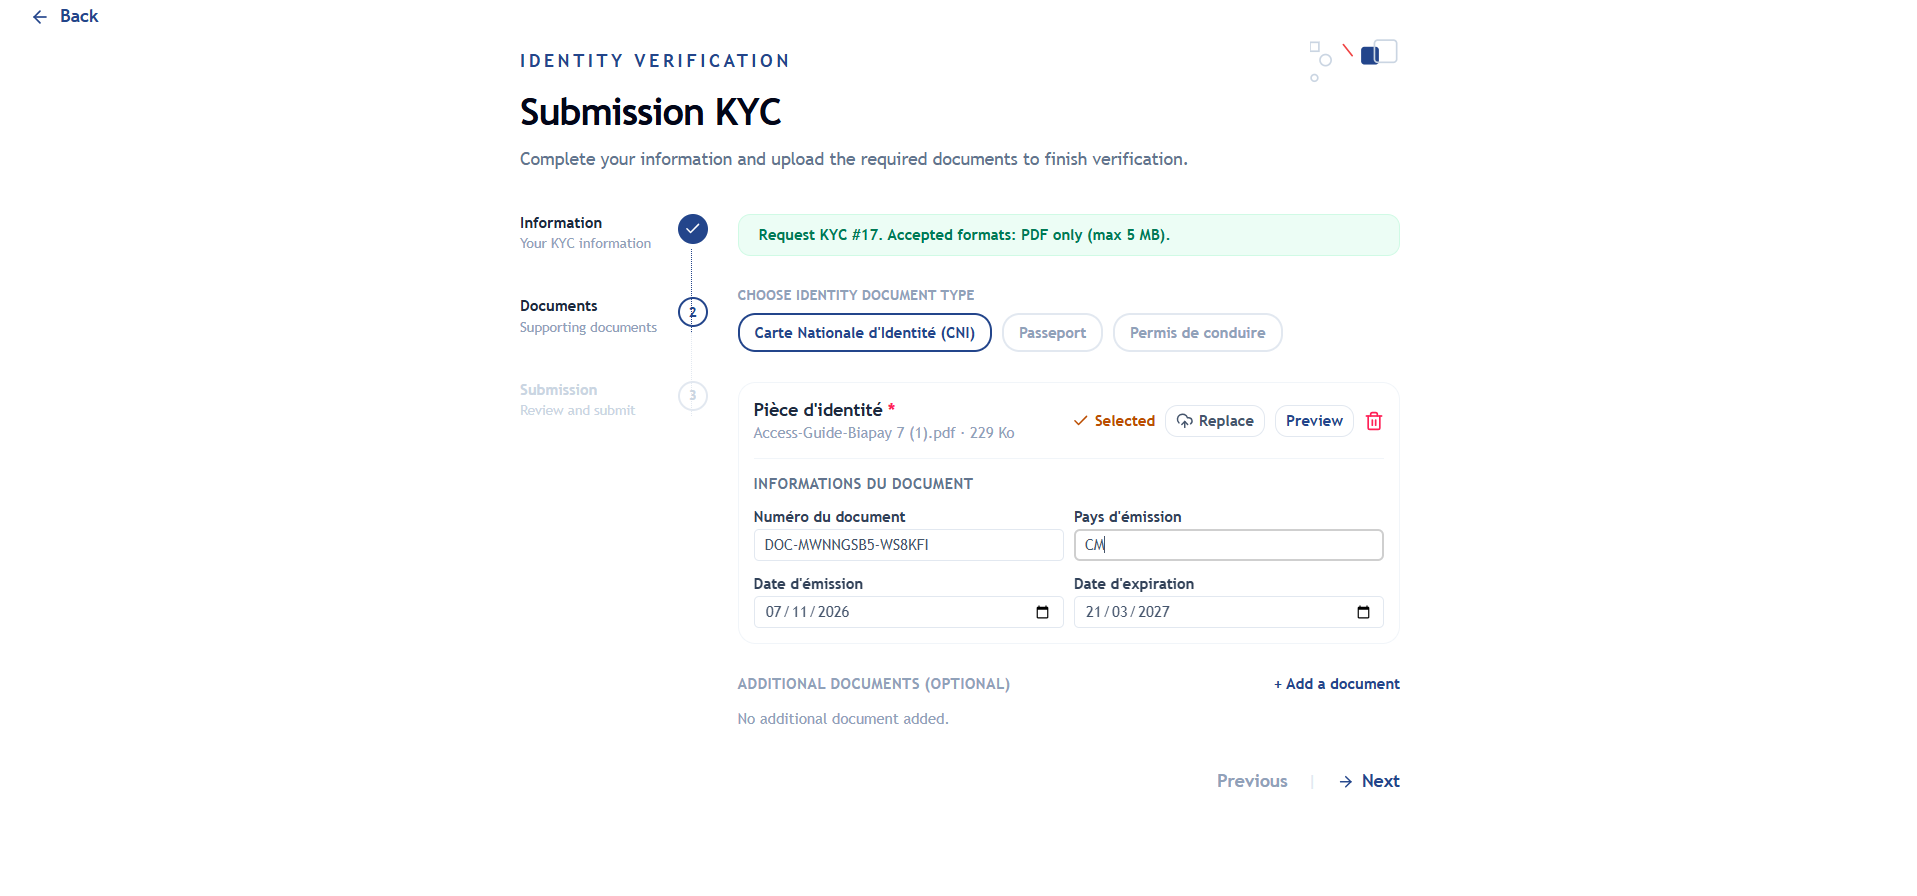 Back
IDENTITY VERIFICATION
Submission KYC
Complete your information and upload the required documents to finish verification.
Information
Your KYC information
Documents
Supporting documents
2
Submission
Review and submit
3
Request KYC #17. Accepted formats: PDF only (max 5 MB).
CHOOSE IDENTITY DOCUMENT TYPE
Carte Nationale d'Identité (CNI) Passeport Permis de conduire
Pièce d'identité *
Access-Guide-Biapay 7 (1).pdf · 229 Ko
Selected Replace Preview
INFORMATIONS DU DOCUMENT
Numéro du document
DOC-MWNNGSB5-WS8KFI
Pays d'émission
CM
Date d'émission
07/11/2026
Date d'expiration
21/03/2027
ADDITIONAL DOCUMENTS (OPTIONAL)
+ Add a document
No additional document added.
Previous | Next